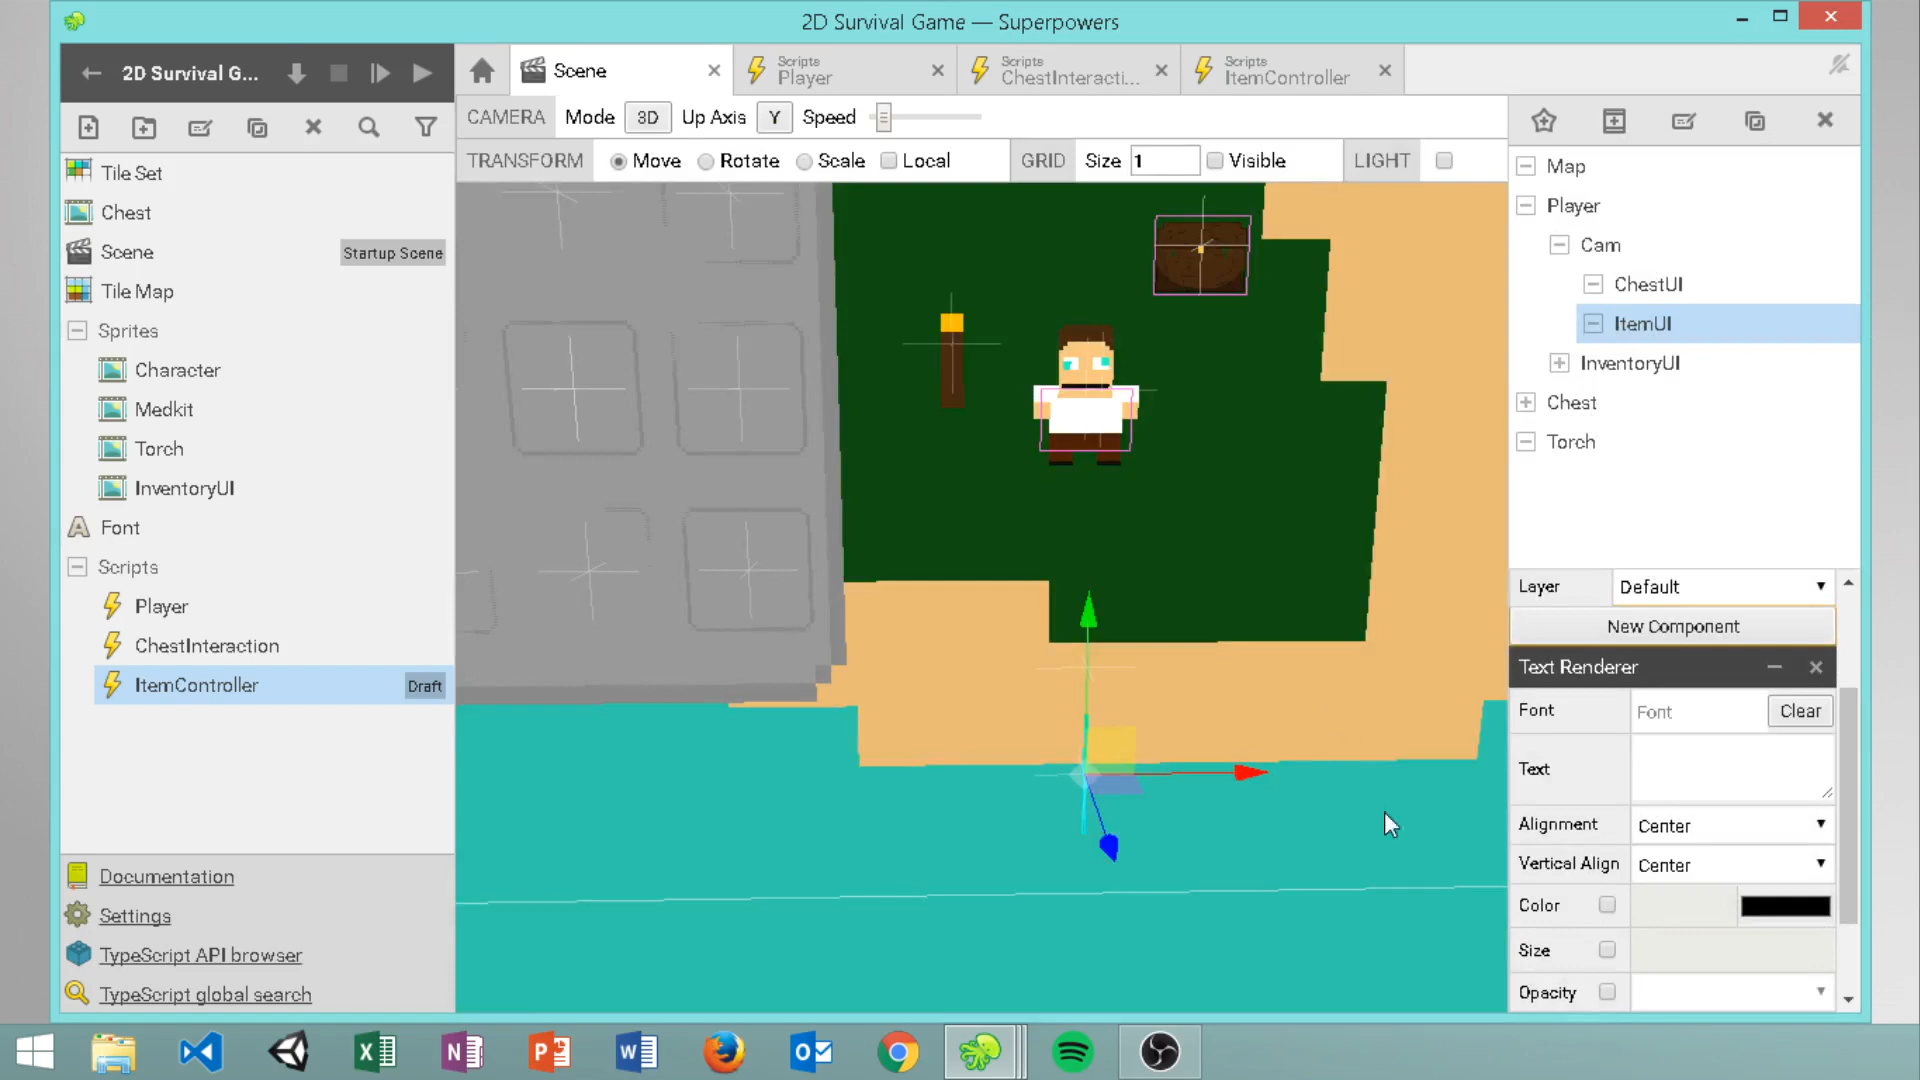 2D Survival Game — Superpowers
2D Survival G...
Scene
Scripts
Player
Scripts
ChestInteracti...
Scripts
ItemController
CAMERA Mode 3D Up Axis Y Speed
TRANSFORM Move Rotate Scale Local GRID Size 1 Visible LIGHT
Tile Set
Chest
Scene Startup Scene
Tile Map
Sprites
Character
Medkit
Torch
InventoryUI
Font
Scripts
Player
ChestInteraction
ItemController Draft
Documentation
Settings
TypeScript API browser
TypeScript global search
Map
Player
Cam
ChestUI
ItemUI
InventoryUI
Chest
Torch
Layer Default
New Component
Text Renderer
Font Font Clear
Text
Alignment Center
Vertical Align Center
Color
Size
Opacity